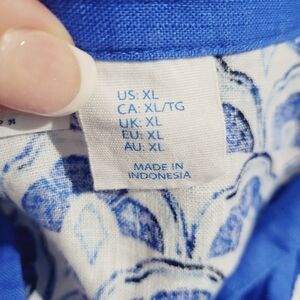 US: XL
CA: XL/TG
UK: XL
EU: XL
AU: XL
MADE IN
INDONESIA